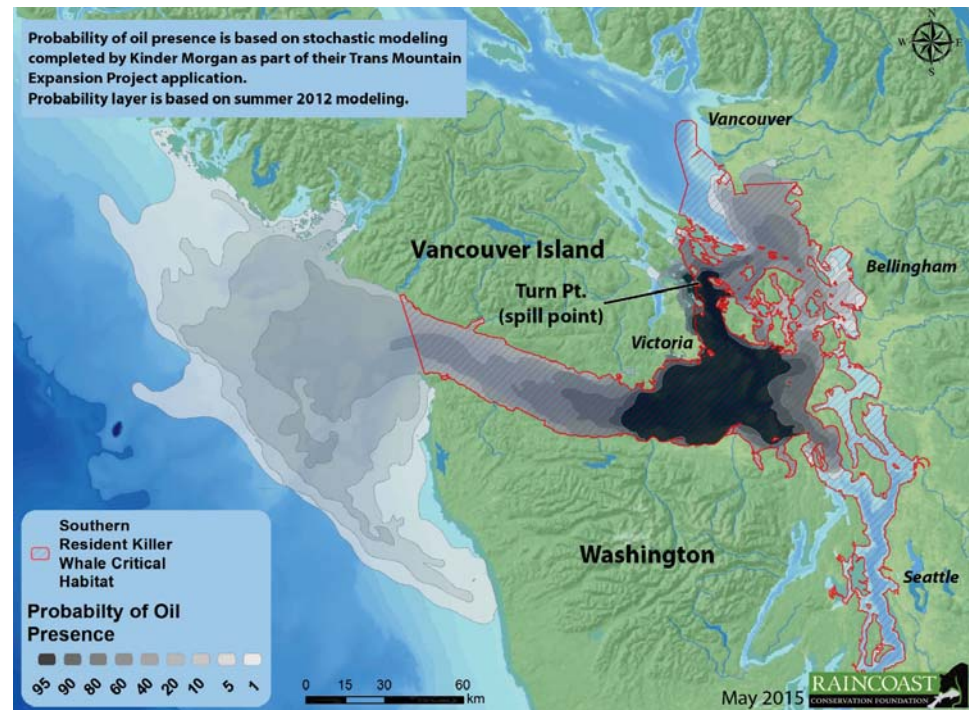 Probability of oil presence is based on stochastic modeling
completed by Kinder Morgan as part of their Trans Mountain
Expansion Project application.
Probability layer is based on summer 2012 modeling.
N
W E
S
Vancouver
Vancouver Island
Bellingham
Turn Pt.
(spill point)
Victoria
Washington
Seattle
Southern
Resident Killer
Whale Critical
Habitat
Probabilty of Oil
Presence
95 90 80 60 40 20 10 5 1
0 15 30 60
km
May 2015
RAINCOAST
CONSERVATION FOUNDATION